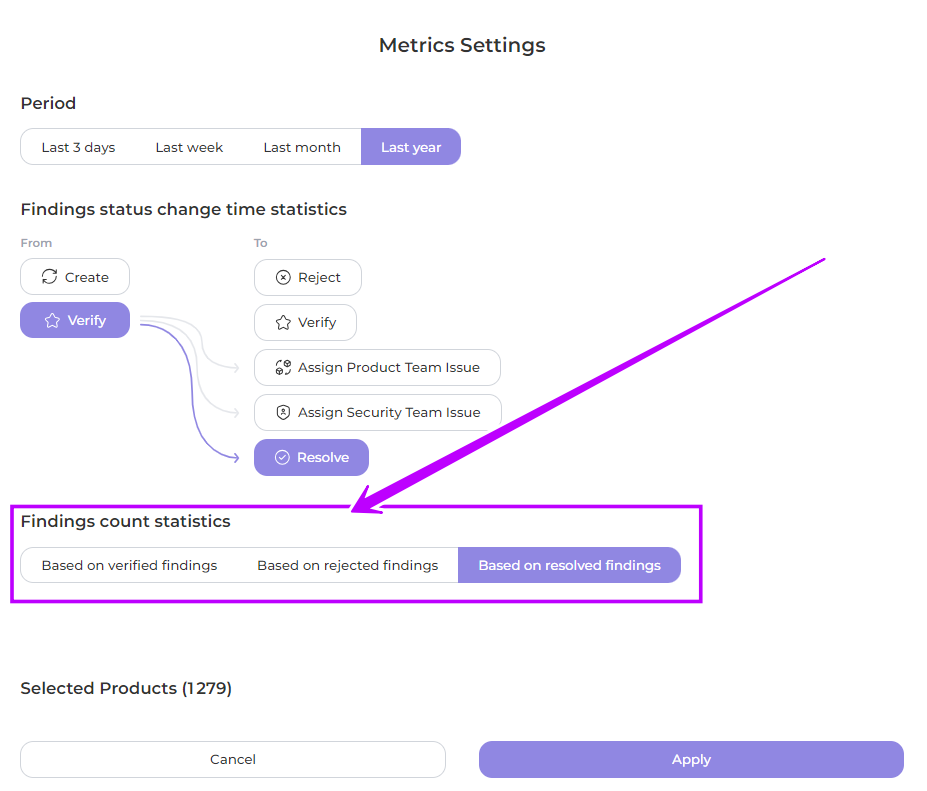 Metrics Settings
Period
Last 3 days Last week Last month Last year
Findings status change time statistics
From To
Create Reject
Verify Verify
Assign Product Team Issue
Assign Security Team Issue
Resolve
Findings count statistics
Based on verified findings Based on rejected findings Based on resolved findings
Selected Products (1279)
Cancel Apply